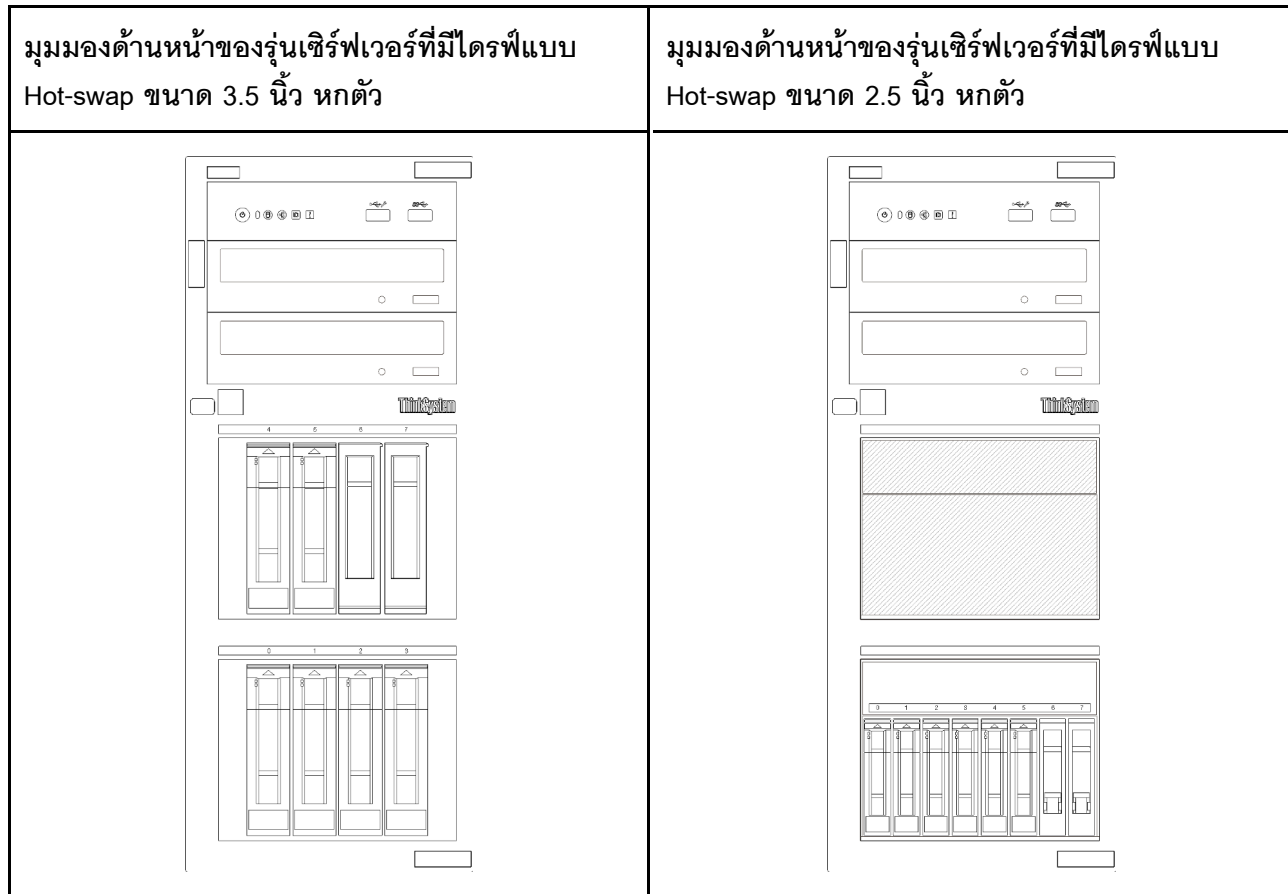 มุมมองด้านหน้าของรุ่นเซิร์ฟเวอร์ที่มีไดรฟ์แบบ
Hot-swap ขนาด 3.5 นิ้ว หกตัว
มุมมองด้านหน้าของรุ่นเซิร์ฟเวอร์ที่มีไดรฟ์แบบ
Hot-swap ขนาด 2.5 นิ้ว หกตัว
ThinkSystem
4 5 6 7
0 1 2 3
ThinkSystem
0 1 2 3 4 5 6 7